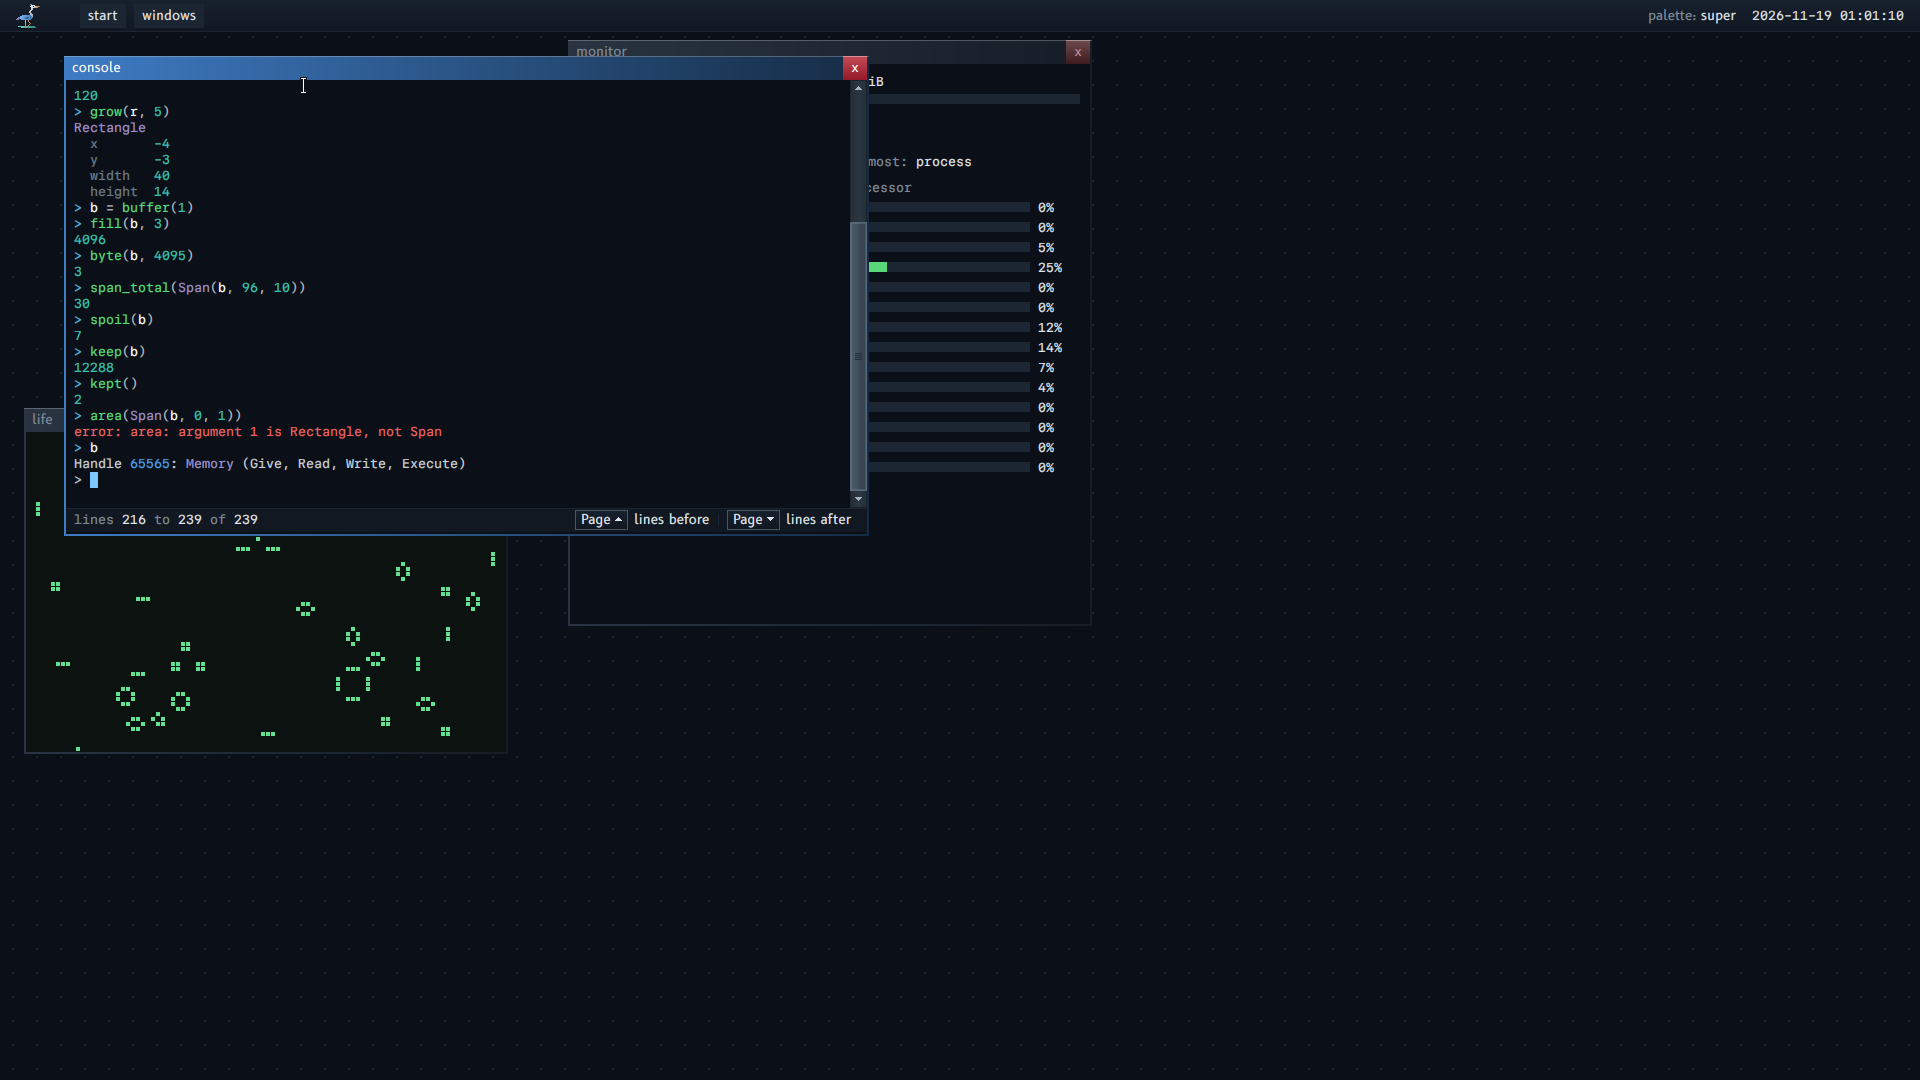 start windows palette: super 2026-11-19 01:01:10
monitor x
console x
iB
120
> grow(r, 5)
Rectangle
x -4
y -3
width 40
height 14
> b = buffer(1)
> fill(b, 3)
4096
> byte(b, 4095)
3
> span_total(Span(b, 96, 10))
30
> spoil(b)
7
> keep(b)
12288
> kept()
2
> area(Span(b, 0, 1))
error: area: argument 1 is Rectangle, not Span
> b
Handle 65565: Memory (Give, Read, Write, Execute)
>
lines 216 to 239 of 239 Page lines before Page lines after
most: process
cessor
0%
0%
5%
25%
0%
0%
12%
14%
7%
4%
0%
0%
0%
0%
life